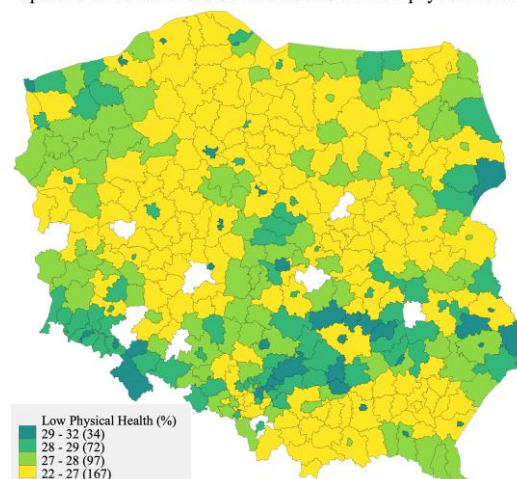 Low Physical Health (%)
29 - 32 (34)
28 - 29 (72)
27 - 28 (97)
22 - 27 (167)